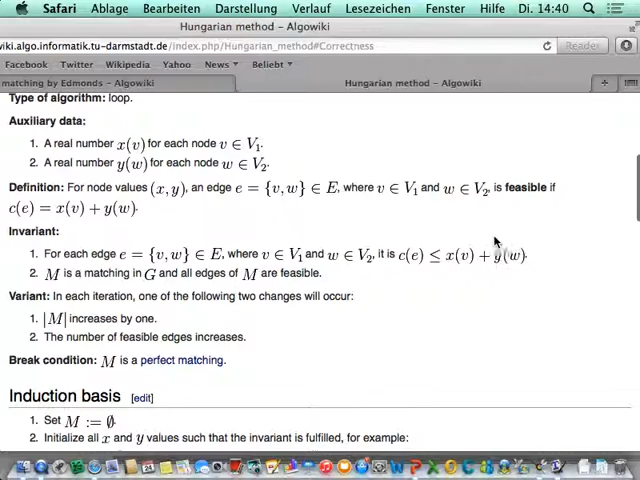 Safari Ablage Bearbeiten Darstellung Verlauf Lesezeichen Fenster Hilfe Di. 14:40
Hungarian method - Algowiki
wiki.algo.informatik.tu-darmstadt.de/index.php/Hungarian_method#Correctness Reader
Facebook Twitter Wikipedia Yahoo News Beliebt
matching by Edmonds - Algowiki Hungarian method - Algowiki
Type of algorithm: loop.
Auxiliary data:
1. A real number x(v) for each node v ∈ V₁.
2. A real number y(w) for each node w ∈ V₂.
Definition: For node values (x, y), an edge e = {v, w} ∈ E, where v ∈ V₁ and w ∈ V₂, is feasible if
c(e) = x(v) + y(w).
Invariant:
1. For each edge e = {v, w} ∈ E, where v ∈ V₁ and w ∈ V₂, it is c(e) ≤ x(v) + y(w).
2. M is a matching in G and all edges of M are feasible.
Variant: In each iteration, one of the following two changes will occur:
1. |M| increases by one.
2. The number of feasible edges increases.
Break condition: M is a perfect matching.
Induction basis [edit]
1. Set M := ∅.
2. Initialize all x and y values such that the invariant is fulfilled, for example: